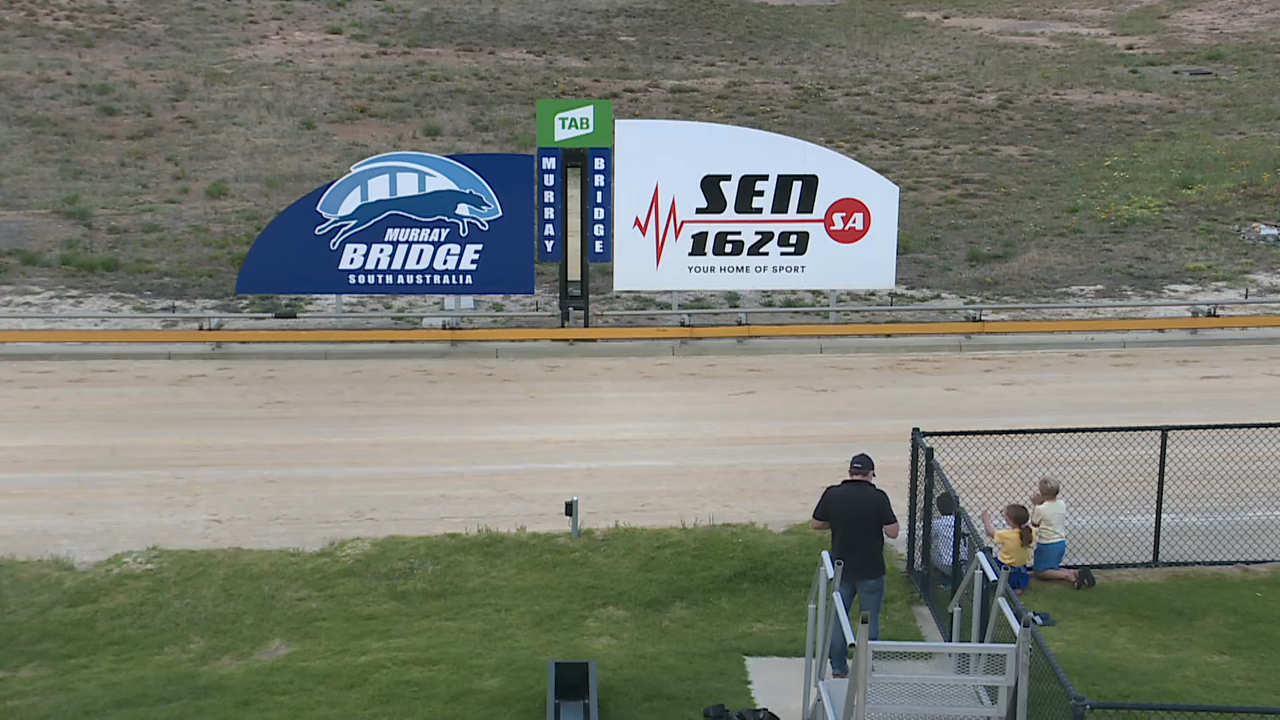 TAB
MURRAY
BRIDGE
MURRAY
BRIDGE
SOUTH AUSTRALIA
SEN
SA
1629
YOUR HOME OF SPORT